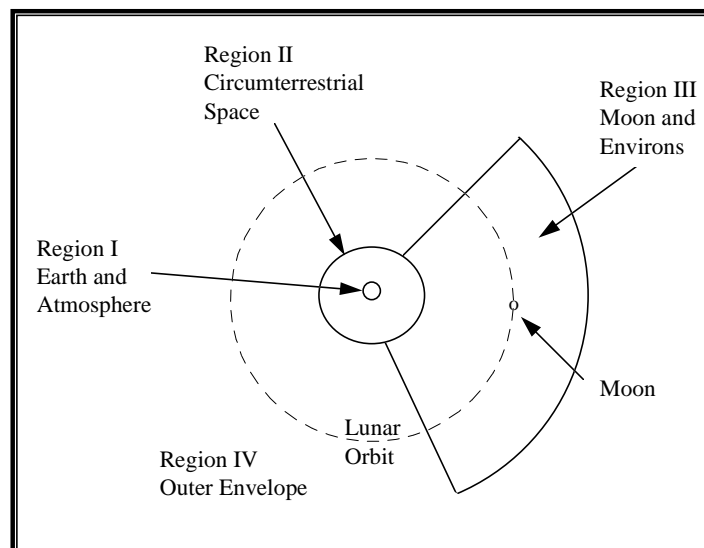 Region II
Circumterrestrial
Space
Region III
Moon and
Environs
Region I
Earth and
Atmosphere
o
Moon
Lunar
Orbit
Region IV
Outer Envelope